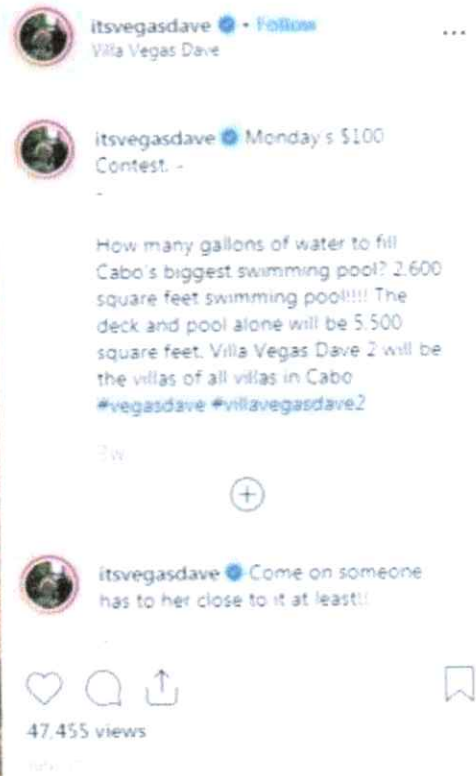 itsvegasdave • Follow
Villa Vegas Dave
itsvegasdave Monday's $100
Contest. -
-
How many gallons of water to fill
Cabo's biggest swimming pool? 2,600
square feet swimming pool!!!! The
deck and pool alone will be 5,500
square feet. Villa Vegas Dave 2 will be
the villas of all villas in Cabo
#vegasdave #villavegasdave2
itsvegasdave Come on someone
has to her close to it at least!!
47,455 views